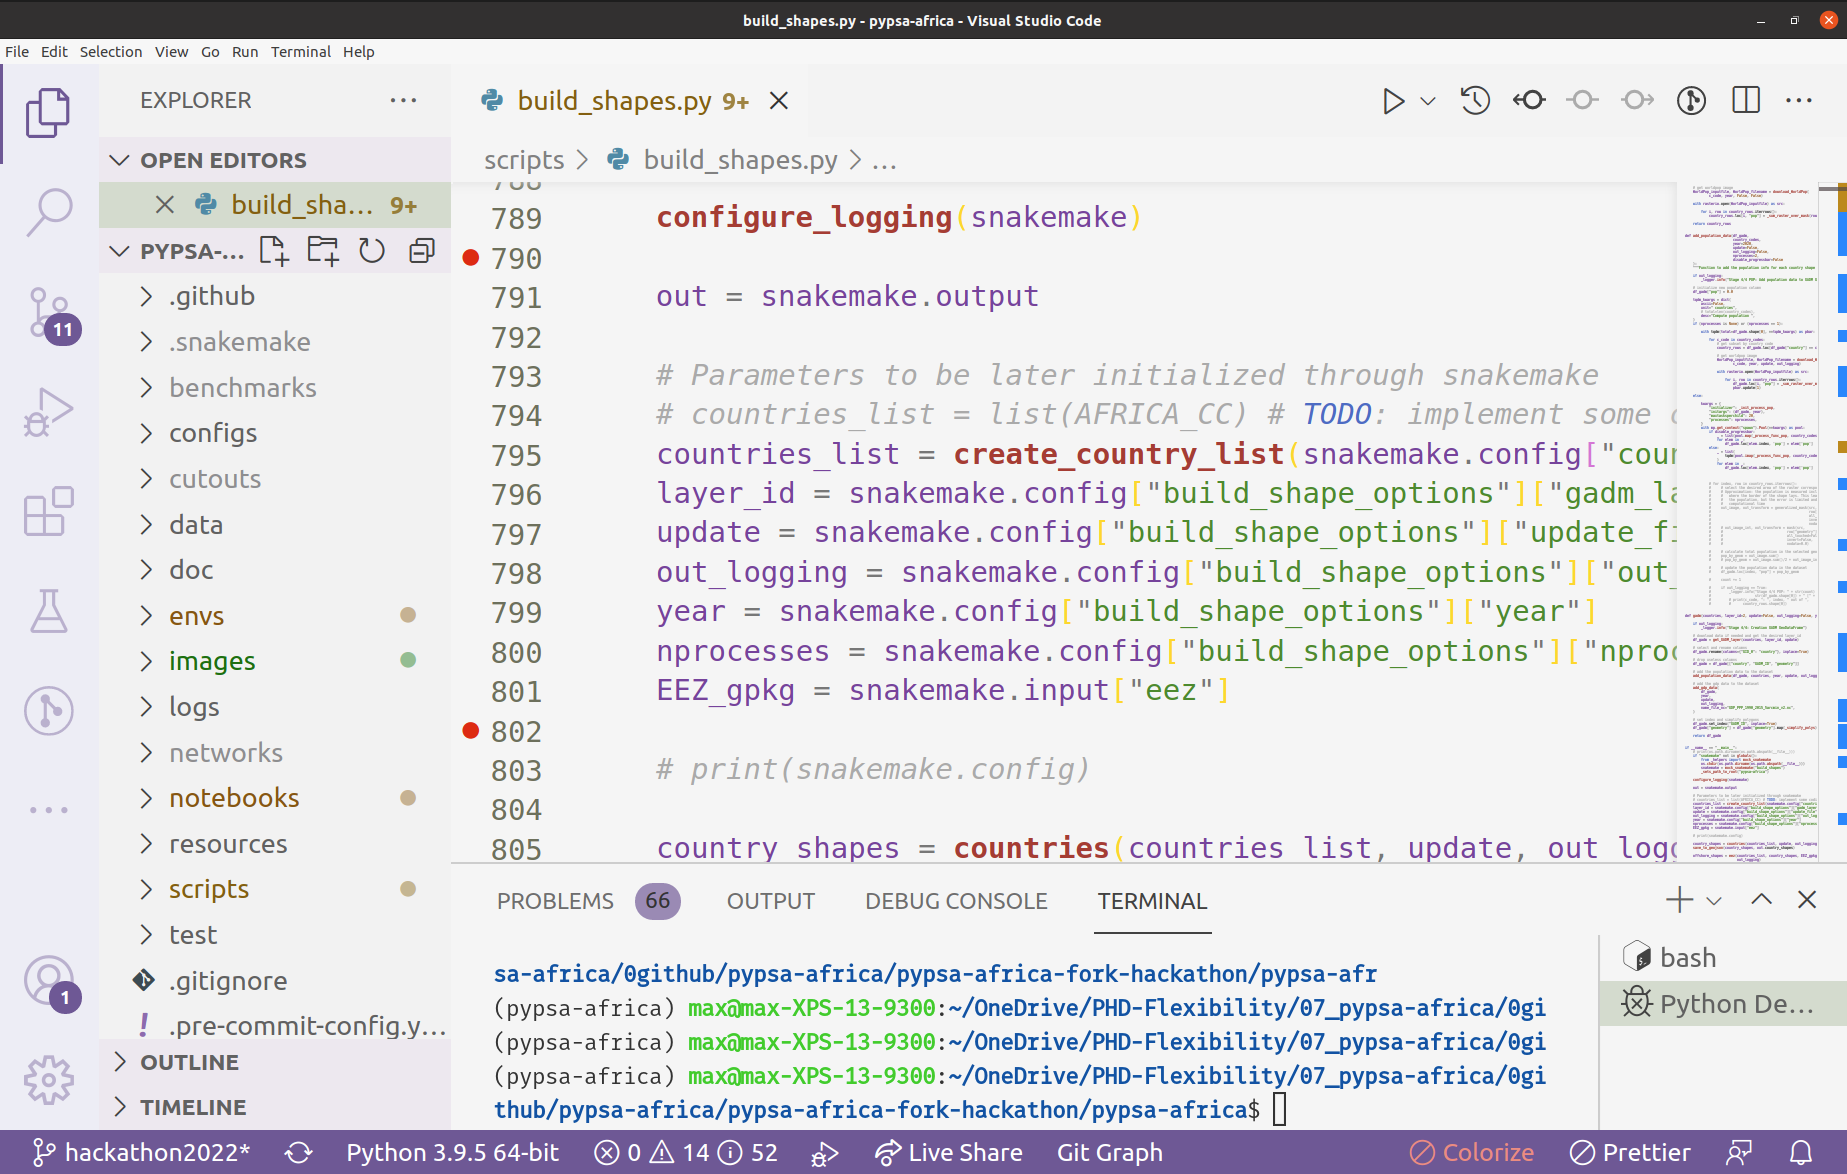 build_shapes.py - pypsa-africa - Visual Studio Code
File Edit Selection View Go Run Terminal Help
EXPLORER
build_shapes.py 9+
OPEN EDITORS
build_sha... 9+
scripts > build_shapes.py > ...
PYPSA-...
.github
.snakemake
benchmarks
configs
cutouts
data
doc
envs
images
logs
networks
notebooks
resources
scripts
test
.gitignore
.pre-commit-config.y...
OUTLINE
TIMELINE
11
1
788
789 configure_logging(snakemake)
790
791 out = snakemake.output
792
793 # Parameters to be later initialized through snakemake
794 # countries_list = list(AFRICA_CC) # TODO: implement some
795 countries_list = create_country_list(snakemake.config["cour
796 layer_id = snakemake.config["build_shape_options"]["gadm_la
797 update = snakemake.config["build_shape_options"]["update_fi
798 out_logging = snakemake.config["build_shape_options"]["out_
799 year = snakemake.config["build_shape_options"]["year"]
800 nprocesses = snakemake.config["build_shape_options"]["nproc
801 EEZ_gpkg = snakemake.input["eez"]
802
803 # print(snakemake.config)
804
805 country_shapes = countries(countries_list, update, out_logg
PROBLEMS 66 OUTPUT DEBUG CONSOLE TERMINAL
sa-africa/0github/pypsa-africa/pypsa-africa-fork-hackathon/pypsa-afr
(pypsa-africa) max@max-XPS-13-9300:~/OneDrive/PHD-Flexibility/07_pypsa-africa/0gi
(pypsa-africa) max@max-XPS-13-9300:~/OneDrive/PHD-Flexibility/07_pypsa-africa/0gi
(pypsa-africa) max@max-XPS-13-9300:~/OneDrive/PHD-Flexibility/07_pypsa-africa/0gi
thub/pypsa-africa/pypsa-africa-fork-hackathon/pypsa-africa$
bash
Python De...
hackathon2022* Python 3.9.5 64-bit 0 14 52 Live Share Git Graph Colorize Prettier